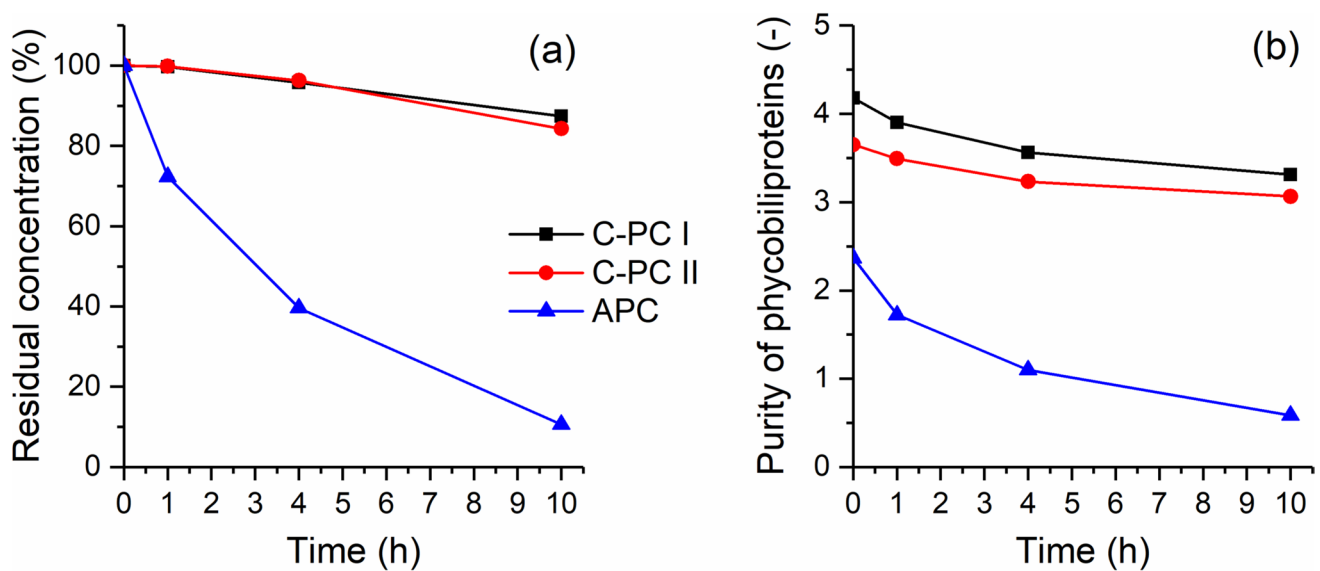 (a)
Residual concentration (%)
100
80
60
40
20
0
C-PC I
C-PC II
APC
0 1 2 3 4 5 6 7 8 9 10
Time (h)
(b)
Purity of phycobiliproteins (-)
5
4
3
2
1
0
0 1 2 3 4 5 6 7 8 9 10
Time (h)